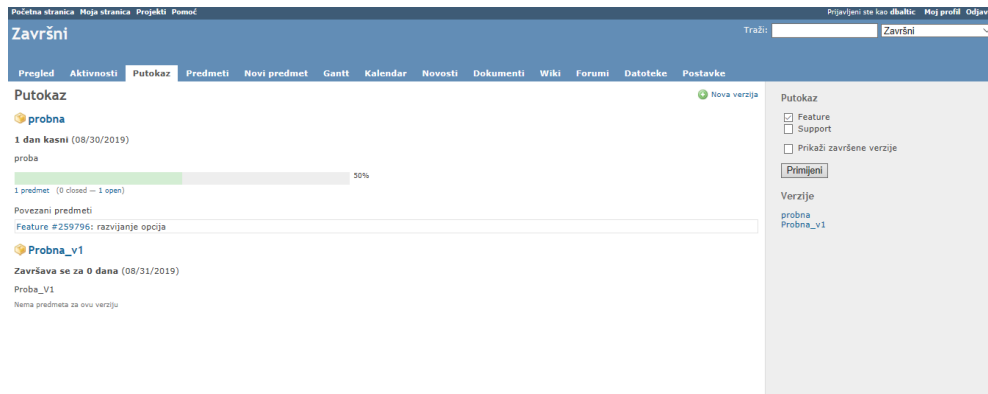 Početna stranica Moja stranica Projekti Pomoć
Prijavljeni ste kao dbaltic Moj profil Odjav
Završni
Traži:
Završni
Pregled Aktivnosti Putokaz Predmeti Novi predmet Gantt Kalendar Novosti Dokumenti Wiki Forumi Datoteke Postavke
Putokaz
Nova verzija
probna
1 dan kasni (08/30/2019)
proba
50%
1 predmet (0 closed — 1 open)
Povezani predmeti
Feature #259796: razvijanje opcija
Probna_v1
Završava se za 0 dana (08/31/2019)
Proba_V1
Nema predmeta za ovu verziju
Putokaz
Feature
Support
Prikaži završene verzije
Primijeni
Verzije
probna
Probna_v1